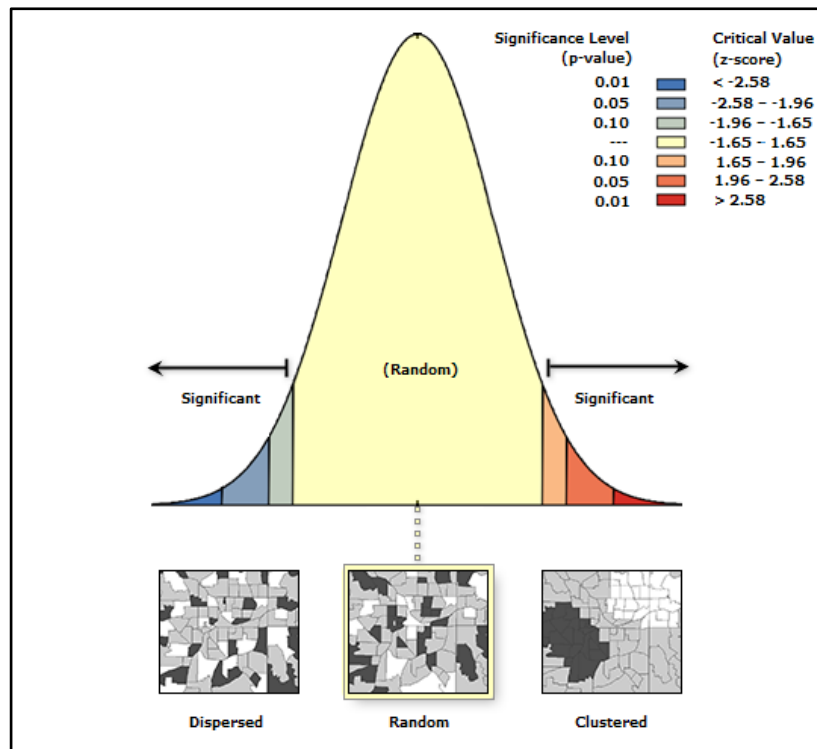 Significance Level Critical Value
(p-value) (z-score)
0.01 < -2.58
0.05 -2.58 – -1.96
0.10 -1.96 – -1.65
--- -1.65 - 1.65
0.10 1.65 – 1.96
0.05 1.96 – 2.58
0.01 > 2.58
(Random)
Significant Significant
Dispersed Random Clustered